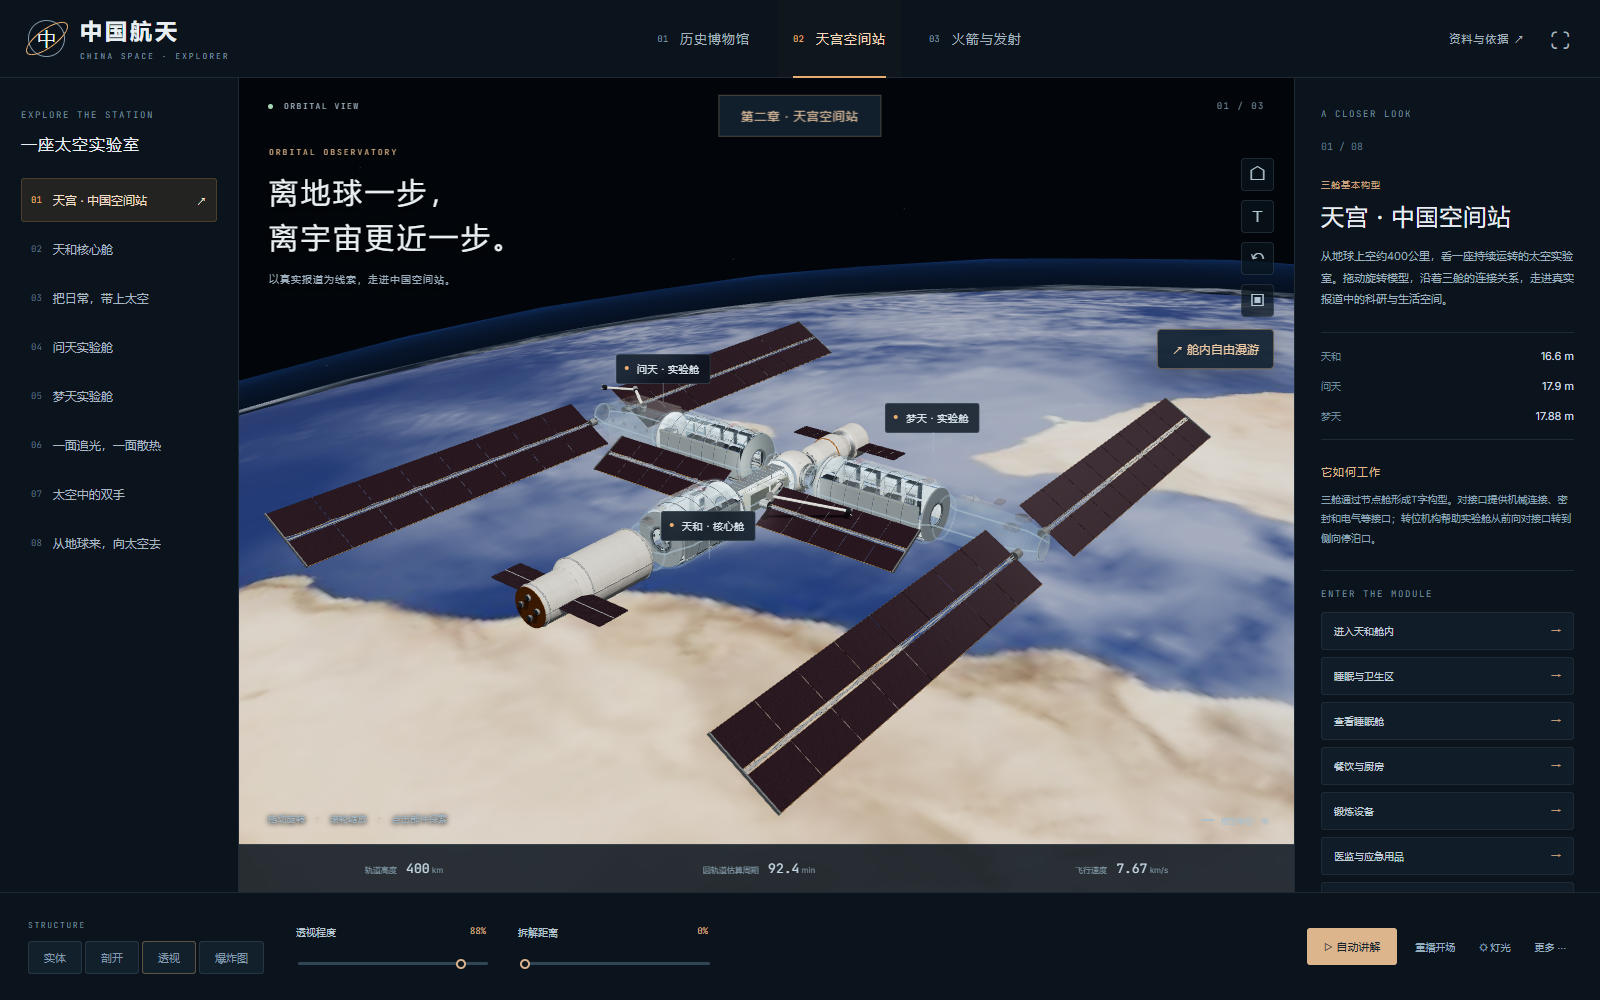 中国航天
CHINA SPACE · EXPLORER
01 历史博物馆
02 天宫空间站
03 火箭与发射
资料与依据 ↗
EXPLORE THE STATION
一座太空实验室
01 天宫 · 中国空间站 ↗
02 天和核心舱
03 把日常，带上太空
04 问天实验舱
05 梦天实验舱
06 一面追光，一面散热
07 太空中的双手
08 从地球来，向太空去
ORBITAL VIEW
第二章 · 天宫空间站
01 / 03
ORBITAL OBSERVATORY
离地球一步，
离宇宙更近一步。
以真实报道为线索，走进中国空间站。
T
↗ 舱内自由漫游
问天 · 实验舱
梦天 · 实验舱
天和 · 核心舱
轨道高度 400 km
圆轨道估算周期 92.4 min
飞行速度 7.67 km/s
A CLOSER LOOK
01 / 08
三舱基本构型
天宫 · 中国空间站
从地球上空约400公里，看一座持续运转的太空实验
室。拖动旋转模型，沿着三舱的连接关系，走进真实
报道中的科研与生活空间。
天和 16.6 m
问天 17.9 m
梦天 17.88 m
它如何工作
三舱通过节点舱形成T字构型。对接口提供机械连接、密
封和电气等接口；转位机构帮助实验舱从前向对接口转到
侧向停泊口。
ENTER THE MODULE
进入天和舱内 →
睡眠与卫生区 →
查看睡眠舱 →
餐饮与厨房 →
锻炼设备 →
医监与应急用品 →
STRUCTURE
实体
剖开
透视
爆炸图
透视程度 88%
拆解距离 0%
▷ 自动讲解
重播开场
灯光
更多 ···